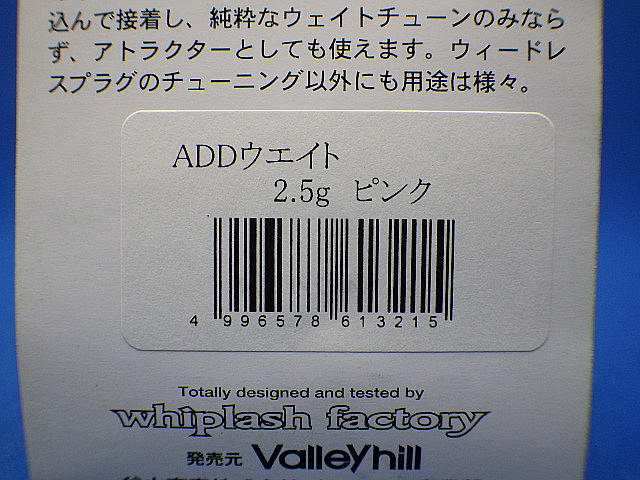 込んで接着し、純粋なウェイトチューンのみなら
ず、アトラクターとしても使えます。ウィードレ
スプラグのチューニング以外にも用途は様々。
ADDウエイト
2.5g ピンク
4 996578 613215
Totally designed and tested by
whiplash factory
発売元 Valleyhill